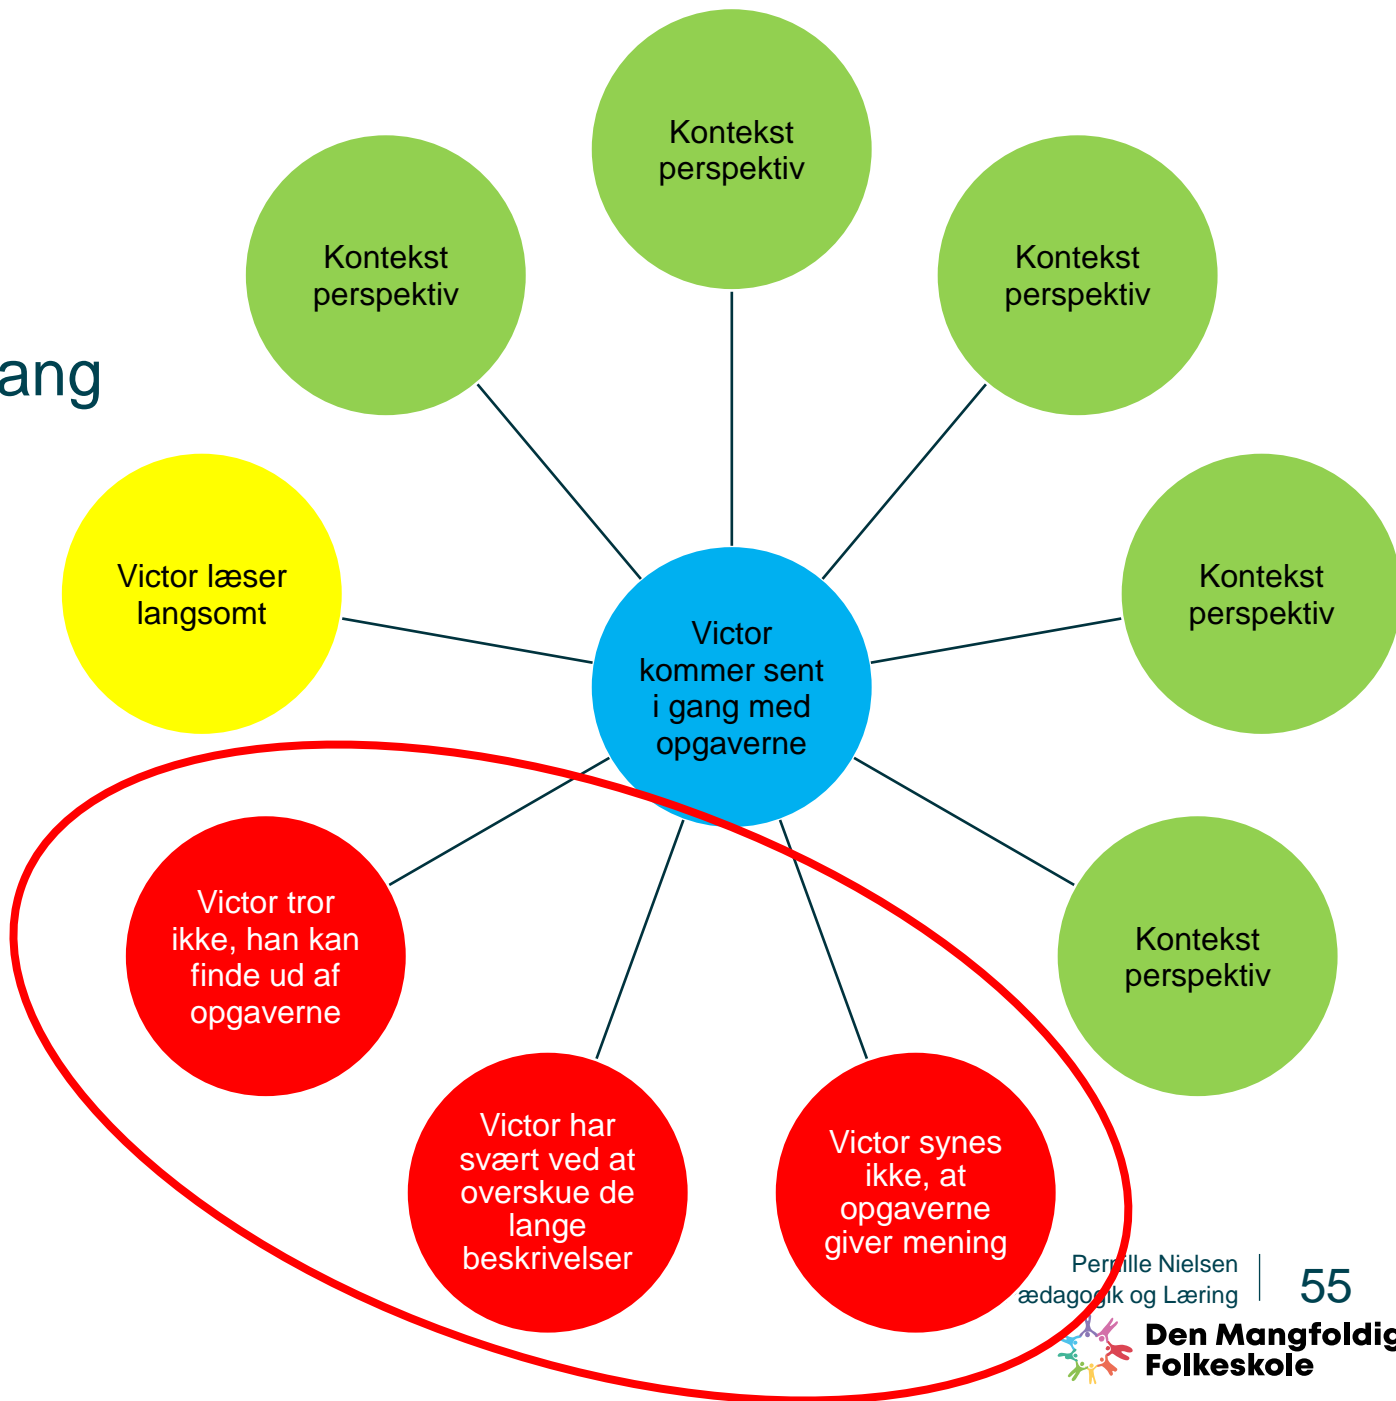 Kontekst
perspektiv
Kontekst
perspektiv
Kontekst
perspektiv
ang
Victor læser
langsomt
Kontekst
perspektiv
Victor
kommer sent
i gang med
opgaverne
Victor tror
ikke, han kan
finde ud af
opgaverne
Kontekst
perspektiv
Victor har
svært ved at
overskue de
lange
beskrivelser
Victor synes
ikke, at
opgaverne
giver mening
Pernille Nielsen
ædagogik og Læring
55
Den Mangfoldig
Folkeskole